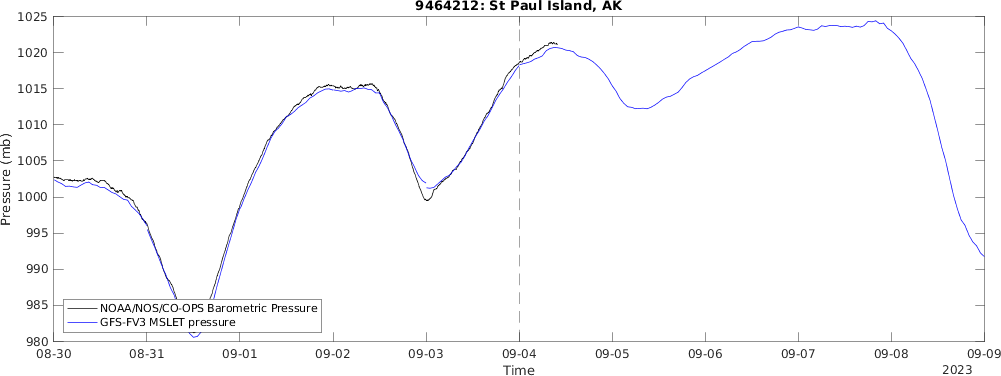 9464212: St Paul Island, AK
1025
1020
1015
1010
1005
1000
995
990
985
980
Pressure (mb)
NOAA/NOS/CO-OPS Barometric Pressure
GFS-FV3 MSLET pressure
08-30 08-31 09-01 09-02 09-03 09-04 09-05 09-06 09-07 09-08 09-09
Time
2023